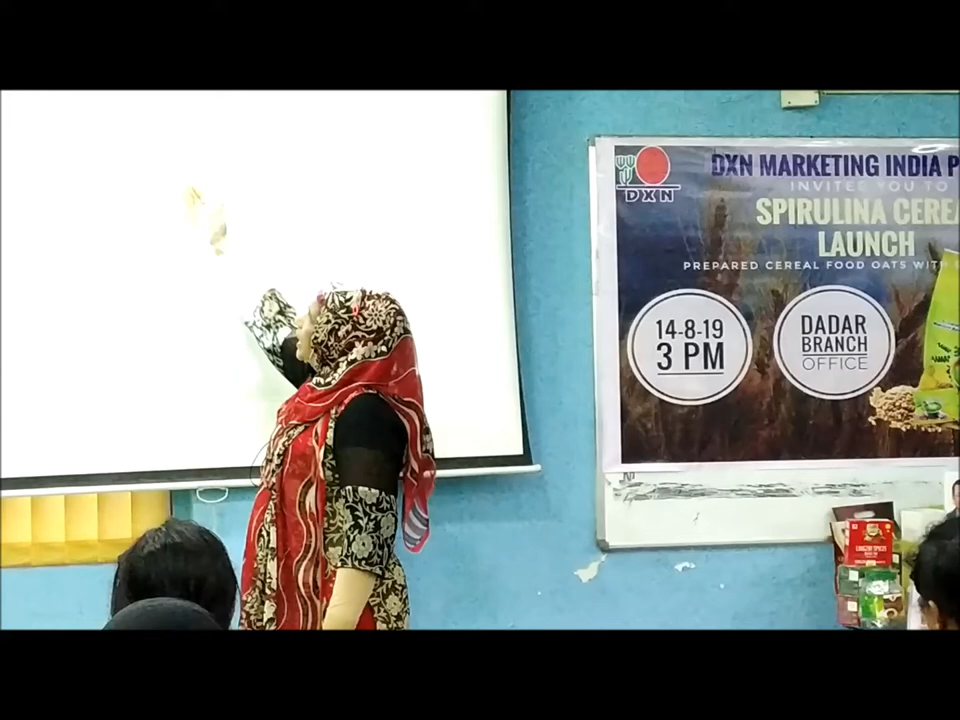 DXN
DXN MARKETING INDIA P
INVITES YOU TO
SPIRULINA CEREA
LAUNCH
PREPARED CEREAL FOOD OATS WITH
14-8-19
3 PM
DADAR
BRANCH
OFFICE